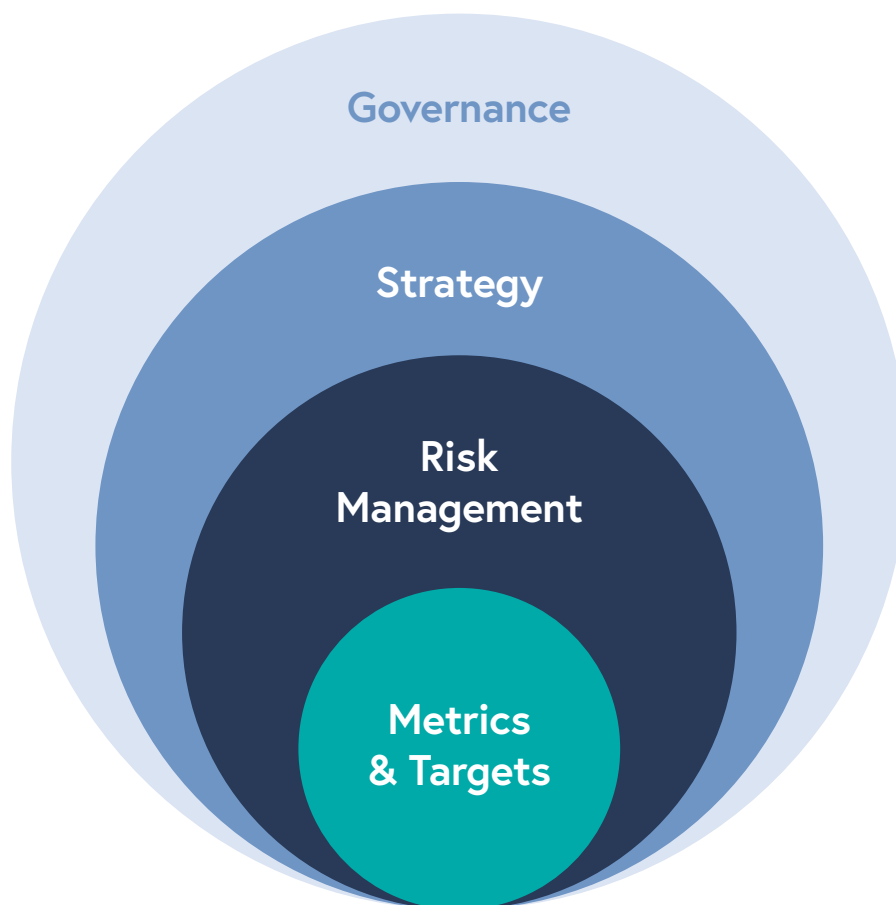 Governance
Strategy
Risk
Management
Metrics
& Targets